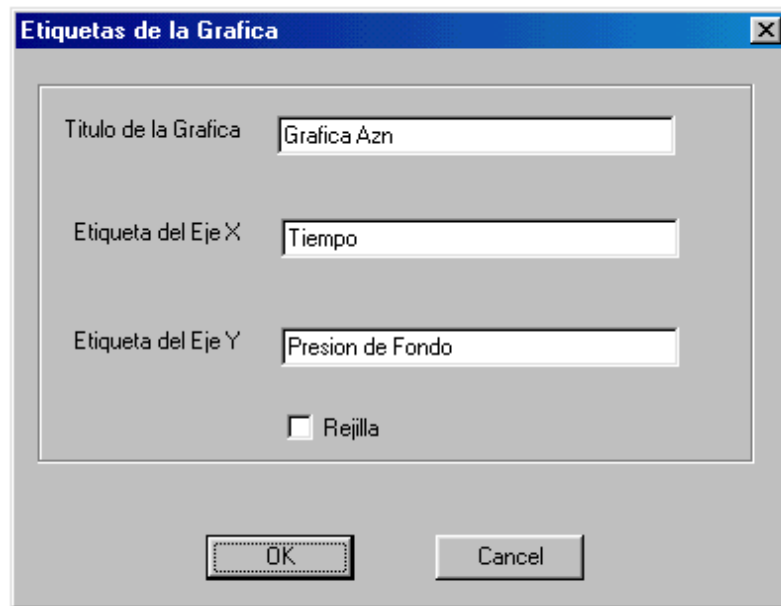 Etiquetas de la Grafica
Titulo de la Grafica Grafica Azn
Etiqueta del Eje X Tiempo
Etiqueta del Eje Y Presion de Fondo
Rejilla
OK Cancel